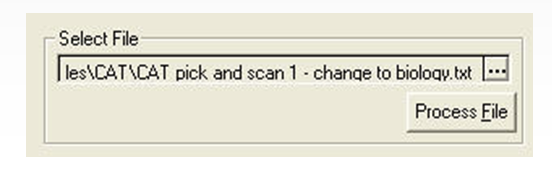 Select File
les\CAT\CAT pick and scan 1 - change to biology.txt ...
Process File